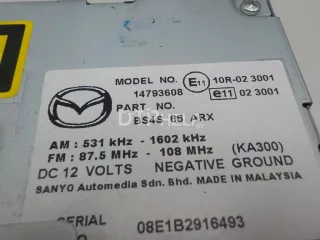 MODEL NO. E11 10R-02 3001
14793608 e11 02 3001
PART NO.
BS4S 66 ARX
AM : 531 kHz - 1602 kHz
FM : 87.5 MHz - 108 MHz (KA300)
DC 12 VOLTS NEGATIVE GROUND
SANYO Automedia Sdn. Bhd. MADE IN MALAYSIA
SERIAL 08E1B2916493